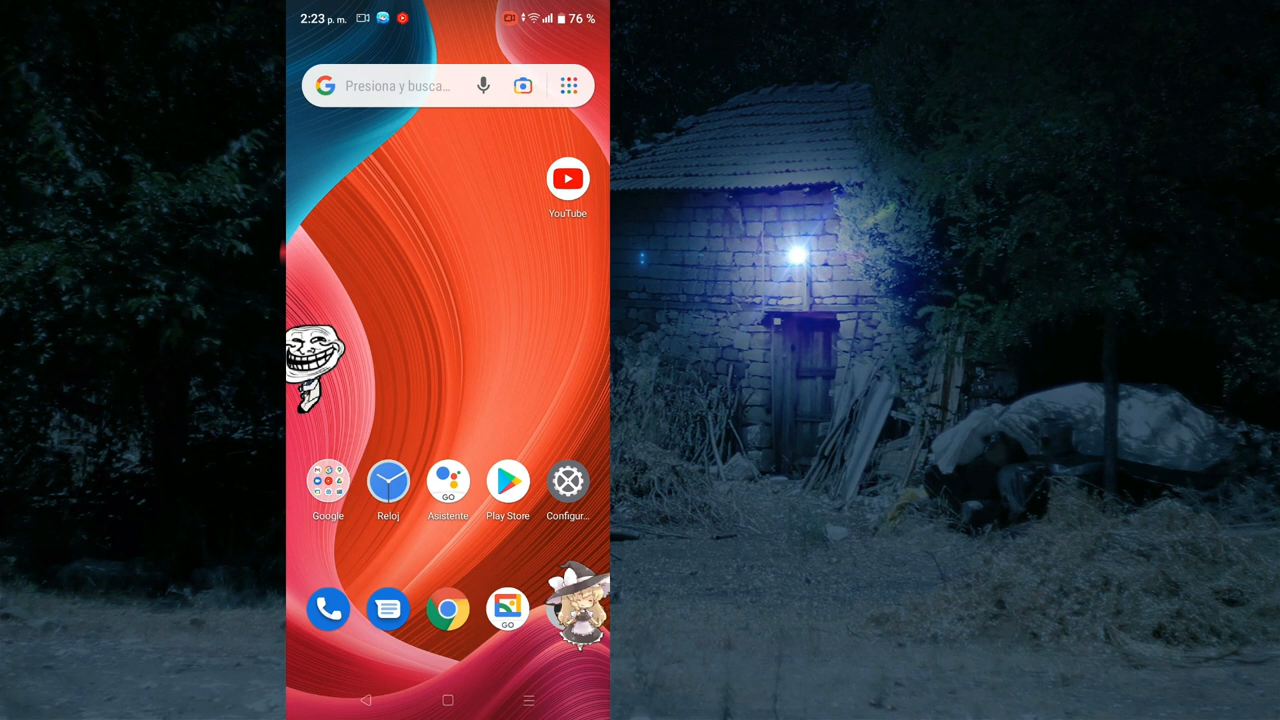 2:23 p. m. 76 %
Presiona y busca...
YouTube
GO
Google Reloj Asistente Play Store Configur...
GO